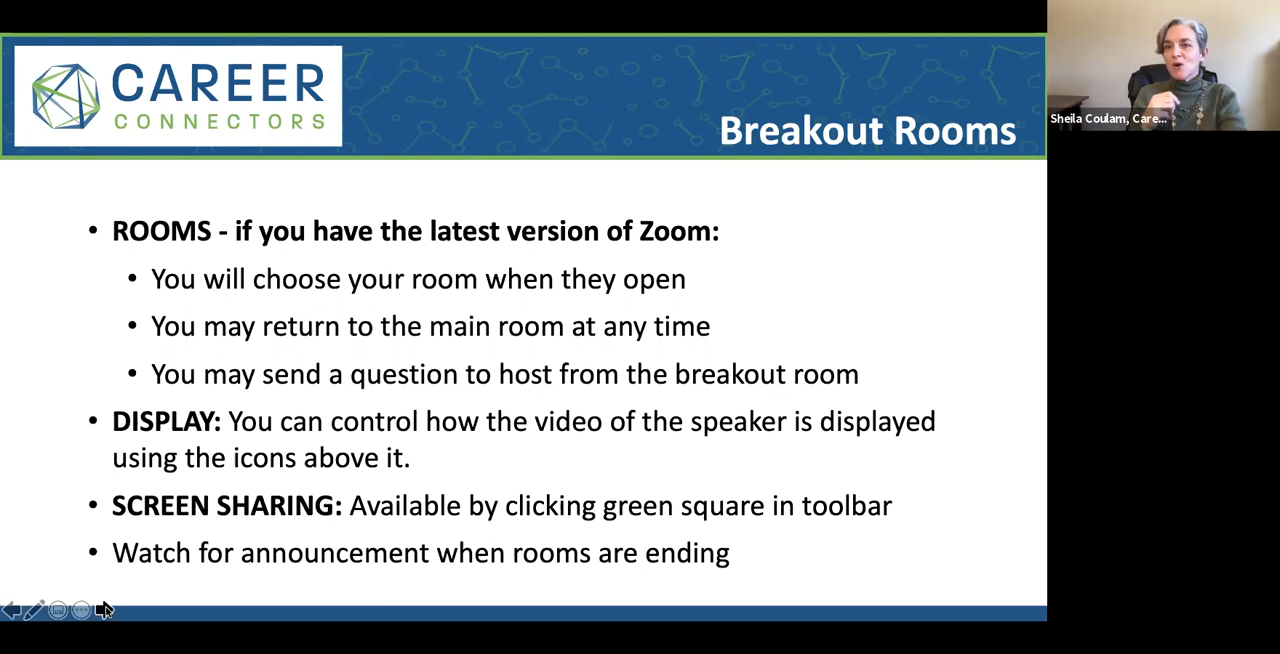 CAREER
CONNECTORS
Breakout Rooms
Sheila Coulam, Care...
• ROOMS - if you have the latest version of Zoom:
• You will choose your room when they open
• You may return to the main room at any time
• You may send a question to host from the breakout room
• DISPLAY: You can control how the video of the speaker is displayed
using the icons above it.
• SCREEN SHARING: Available by clicking green square in toolbar
• Watch for announcement when rooms are ending